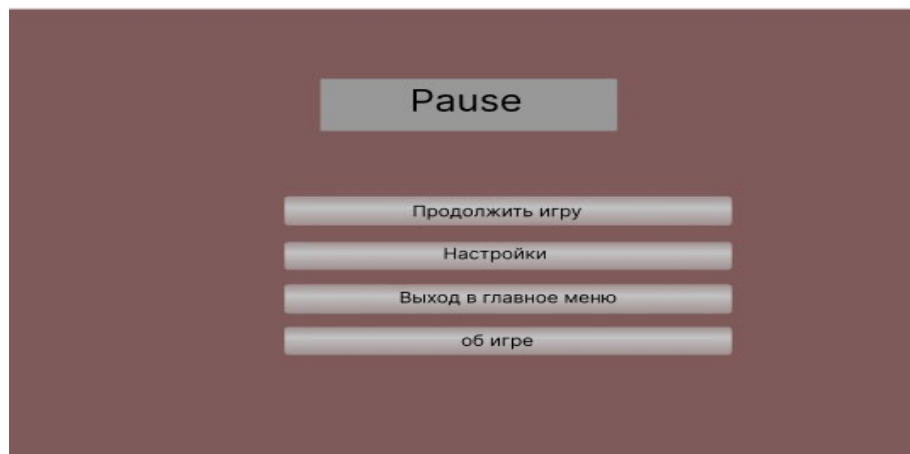 Pause
Продолжить игру
Настройки
Выход в главное меню
об игре